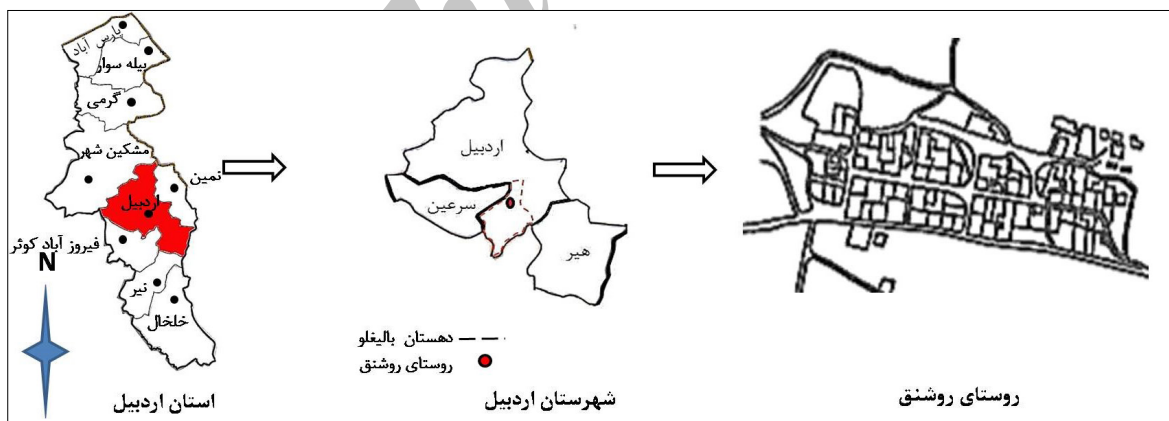 پارس آباد
بیله سوار
گرمی
مشکین شهر
نمین
اردبیل
فیروز آباد کوثر
N
نیر
خلخال
استان اردبیل
اردبیل
سرعین
هیر
دهستان بالیغلو
روستای روشنق
شهرستان اردبیل
روستای روشنق